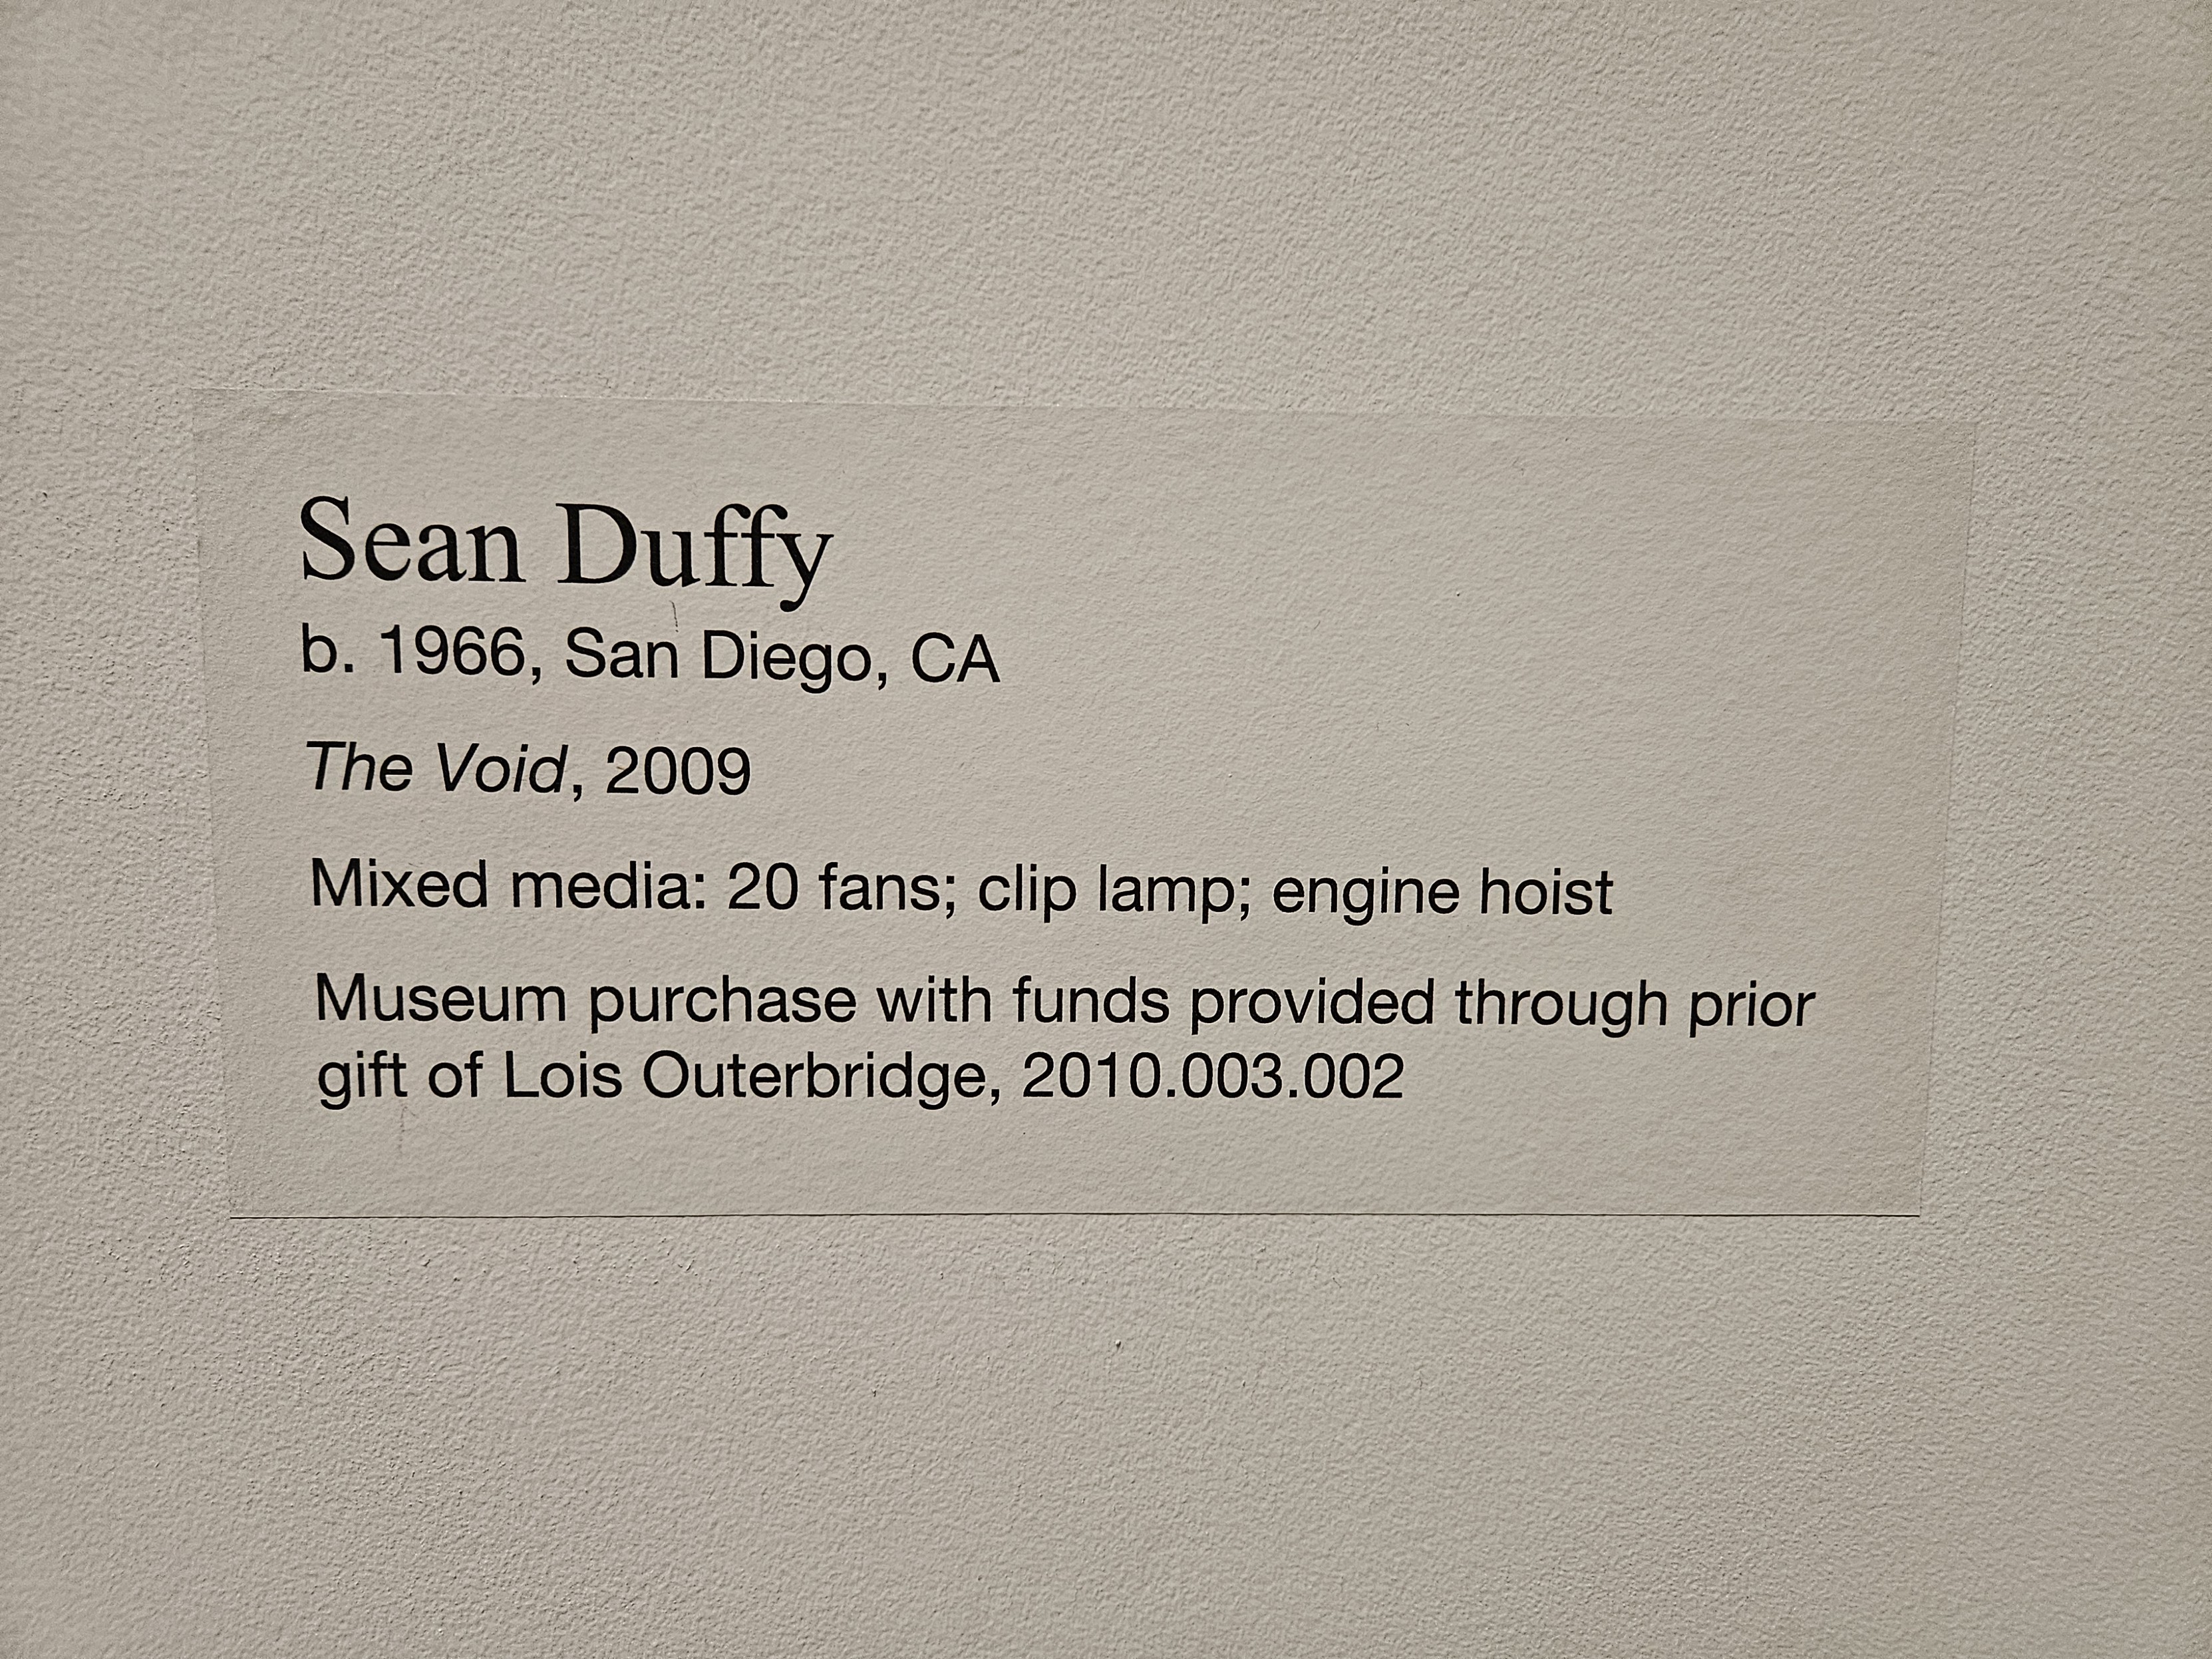 Sean Duffy
b. 1966, San Diego, CA
The Void, 2009
Mixed media: 20 fans; clip lamp; engine hoist
Museum purchase with funds provided through prior
gift of Lois Outerbridge, 2010.003.002